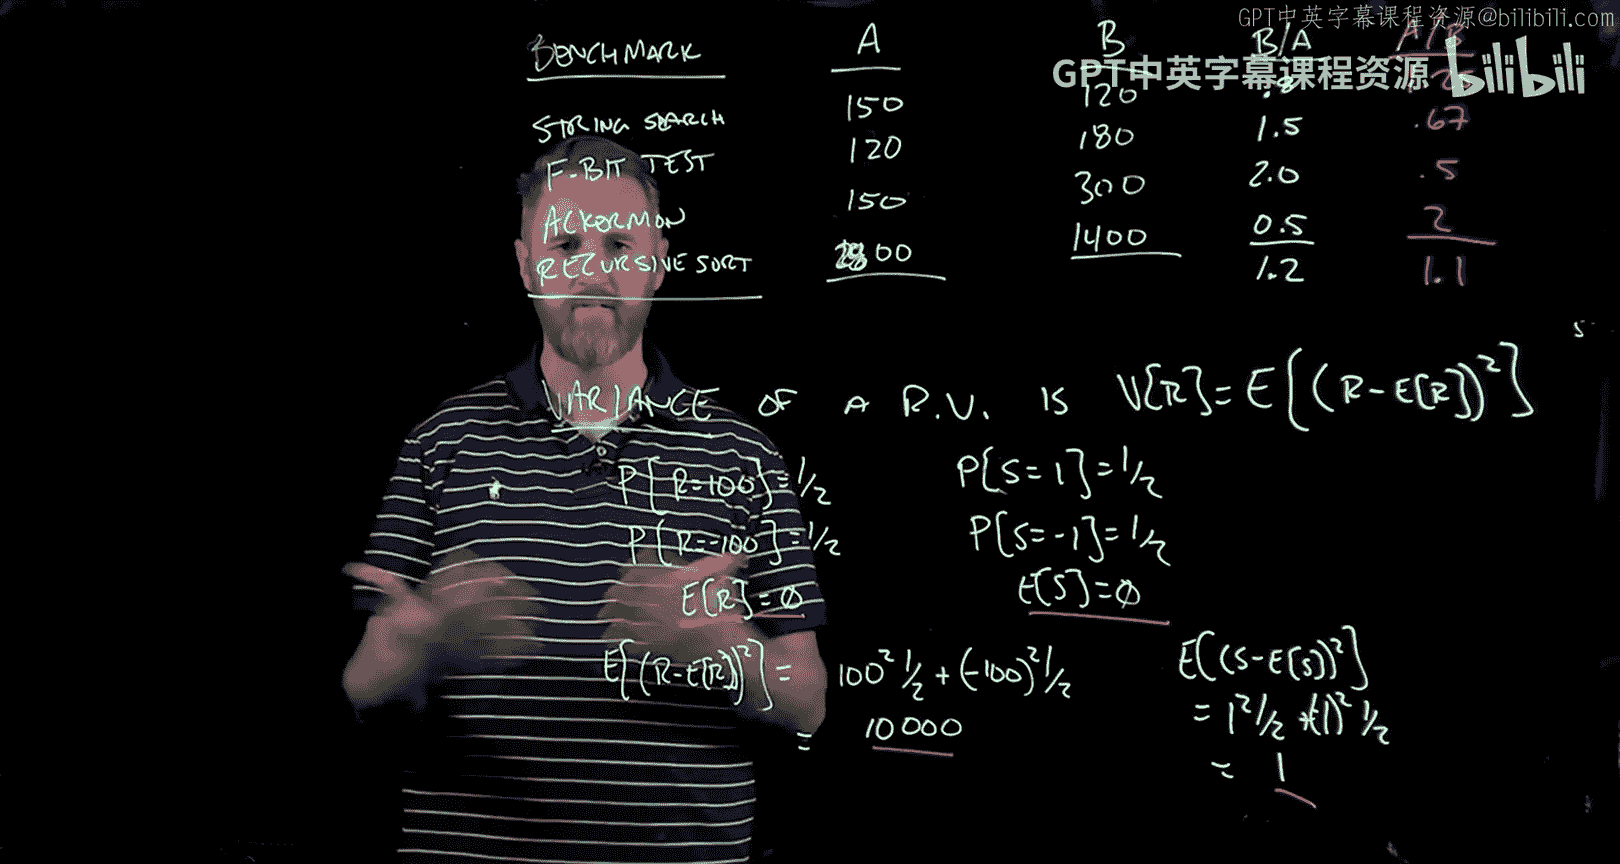 GPT中英字幕课程资源@bilibili.com
GPT中英字幕课程资源 bilibili
BENCHMARK A B B/A A/B
STRING SEARCH 150 120 .8
F-BIT TEST 120 180 1.5 .67
ACKERMON 150 300 2.0 .5
RECURSIVE SORT 00 1400 0.5 2
1.2 1.1
VARIANCE OF A R.V. IS V[R]=E[(R-E[R])²]
P[R=100]=1/2 P[S=1]=1/2
P[R=-100]=1/2 P[S=-1]=1/2
E[R]=0 E[S]=0
E[(R-E[R])²]= 100² 1/2 + (-100)² 1/2 E[(S-E[S])²]
= 10000 = 1² 1/2 + (-1)² 1/2
= 1